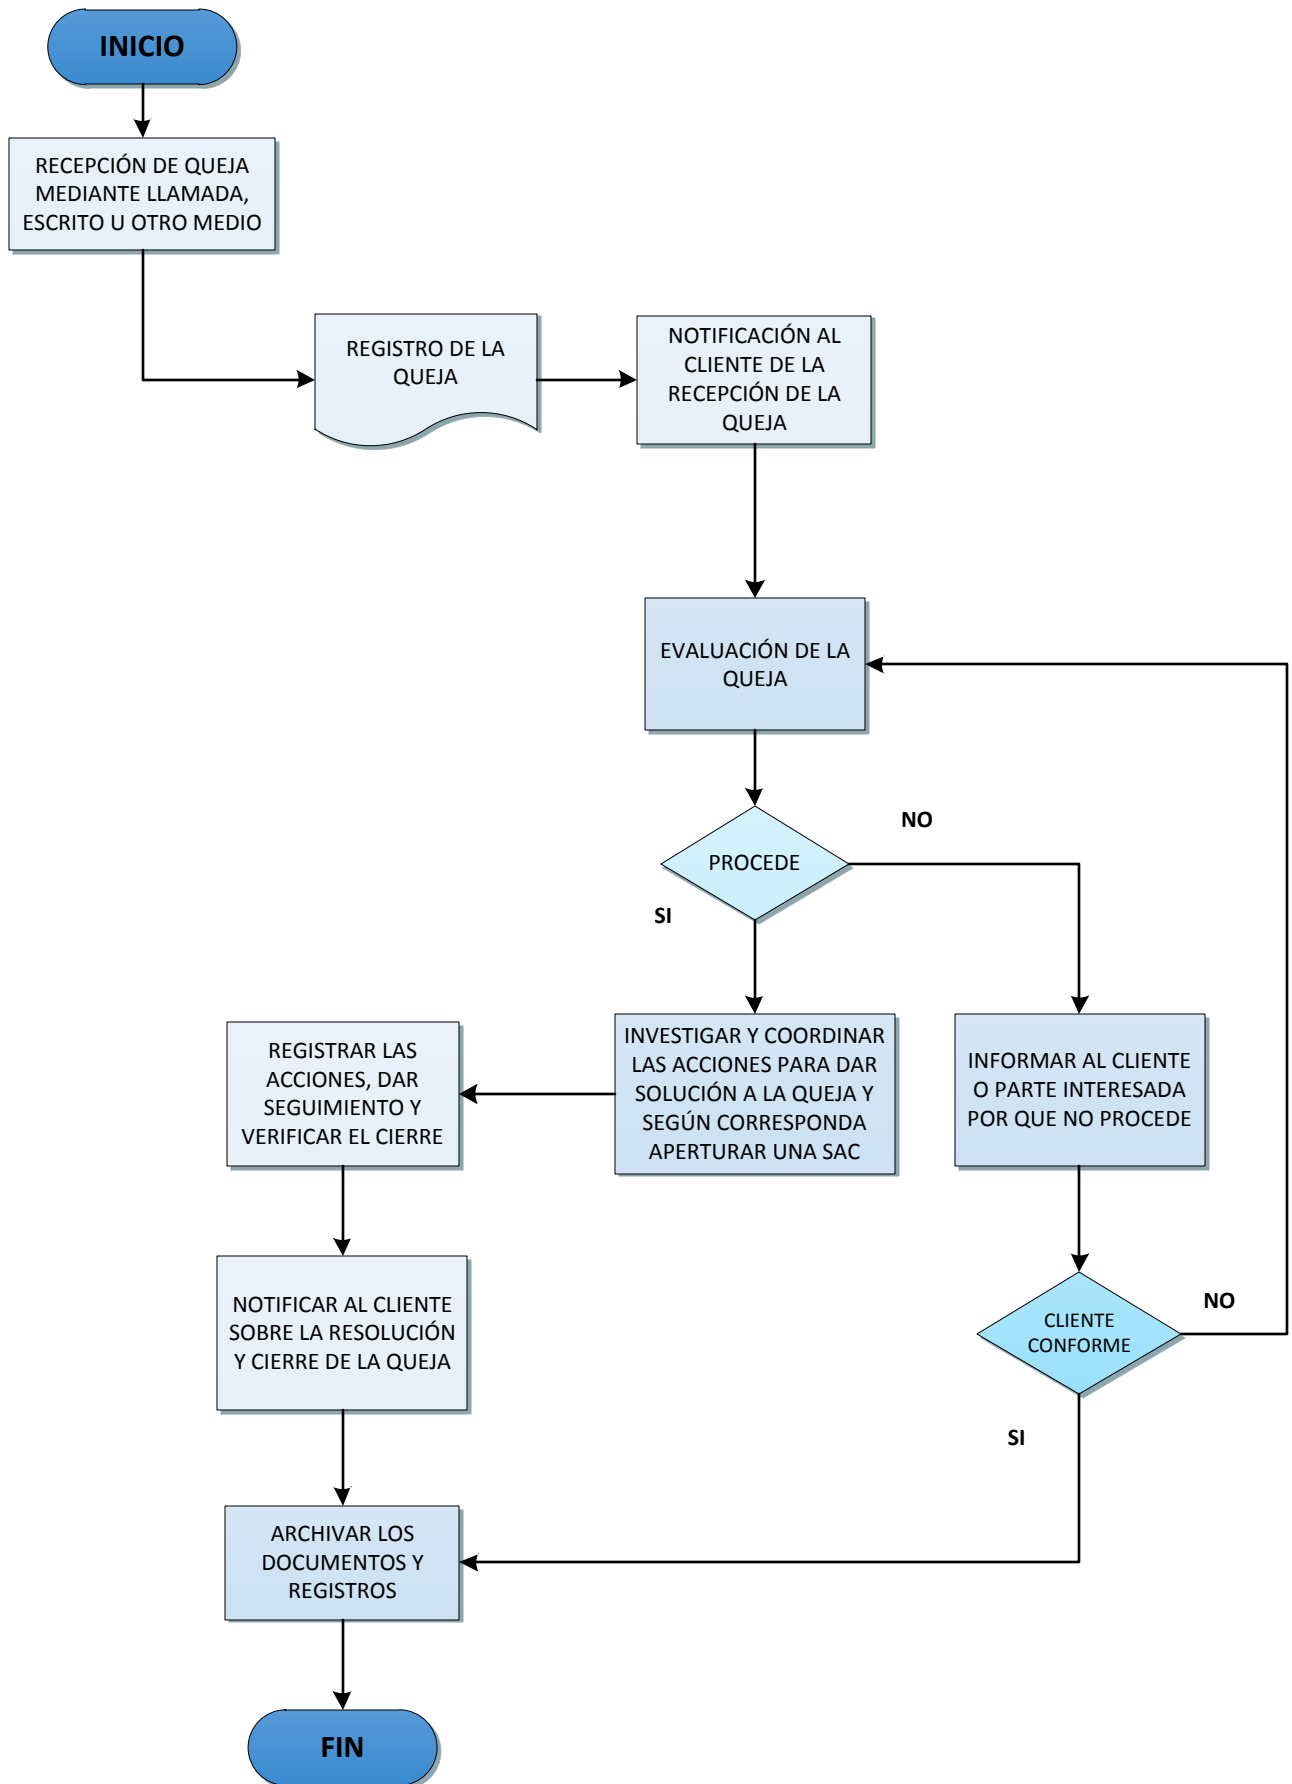 INICIO
RECEPCIÓN DE QUEJA
MEDIANTE LLAMADA,
ESCRITO U OTRO MEDIO
REGISTRO DE LA
QUEJA
NOTIFICACIÓN AL
CLIENTE DE LA
RECEPCIÓN DE LA
QUEJA
EVALUACIÓN DE LA
QUEJA
PROCEDE
NO
SI
INVESTIGAR Y COORDINAR
LAS ACCIONES PARA DAR
SOLUCIÓN A LA QUEJA Y
SEGÚN CORRESPONDA
APERTURAR UNA SAC
INFORMAR AL CLIENTE
O PARTE INTERESADA
POR QUE NO PROCEDE
REGISTRAR LAS
ACCIONES, DAR
SEGUIMIENTO Y
VERIFICAR EL CIERRE
NOTIFICAR AL CLIENTE
SOBRE LA RESOLUCIÓN
Y CIERRE DE LA QUEJA
CLIENTE
CONFORME
NO
SI
ARCHIVAR LOS
DOCUMENTOS Y
REGISTROS
FIN